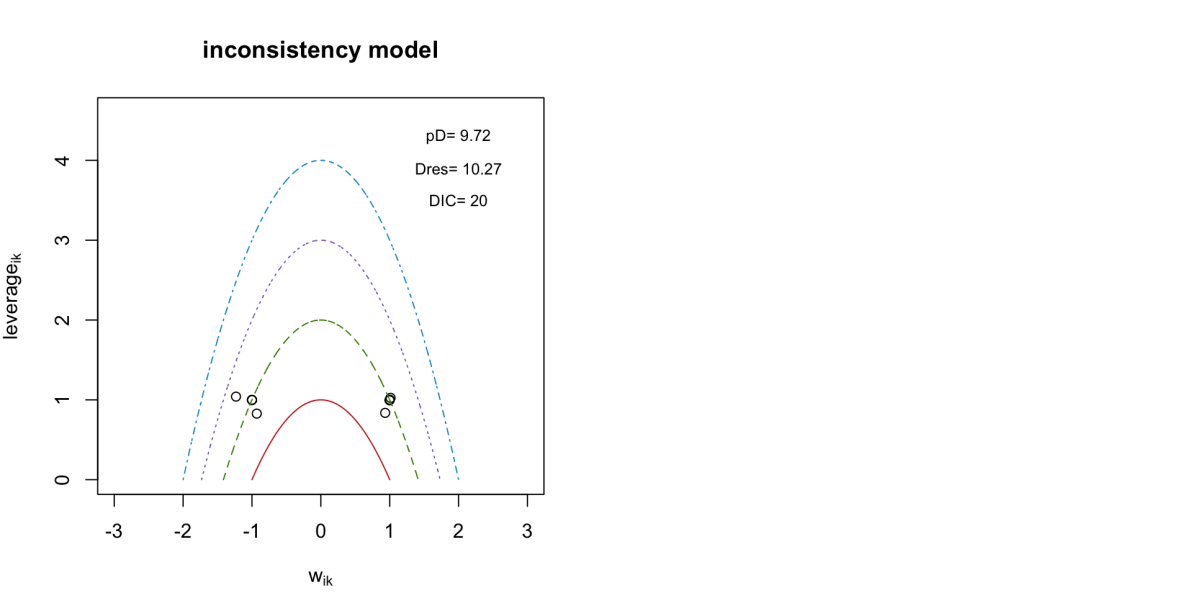 inconsistency model
pD= 9.72
Dres= 10.27
DIC= 20
leverageik
4
3
2
1
0
-3 -2 -1 0 1 2 3
wik